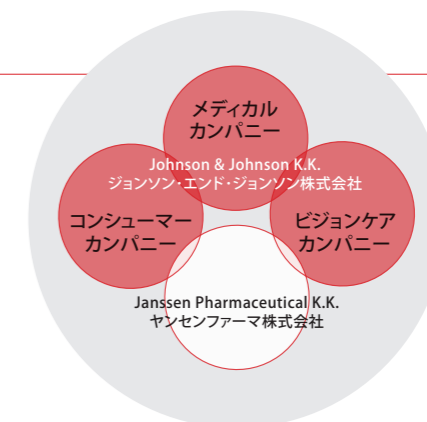 メディカル
カンパニー
Johnson & Johnson K.K.
ジョンソン・エンド・ジョンソン株式会社
コンシューマー
カンパニー
ビジョンケア
カンパニー
Janssen Pharmaceutical K.K.
ヤンセンファーマ株式会社